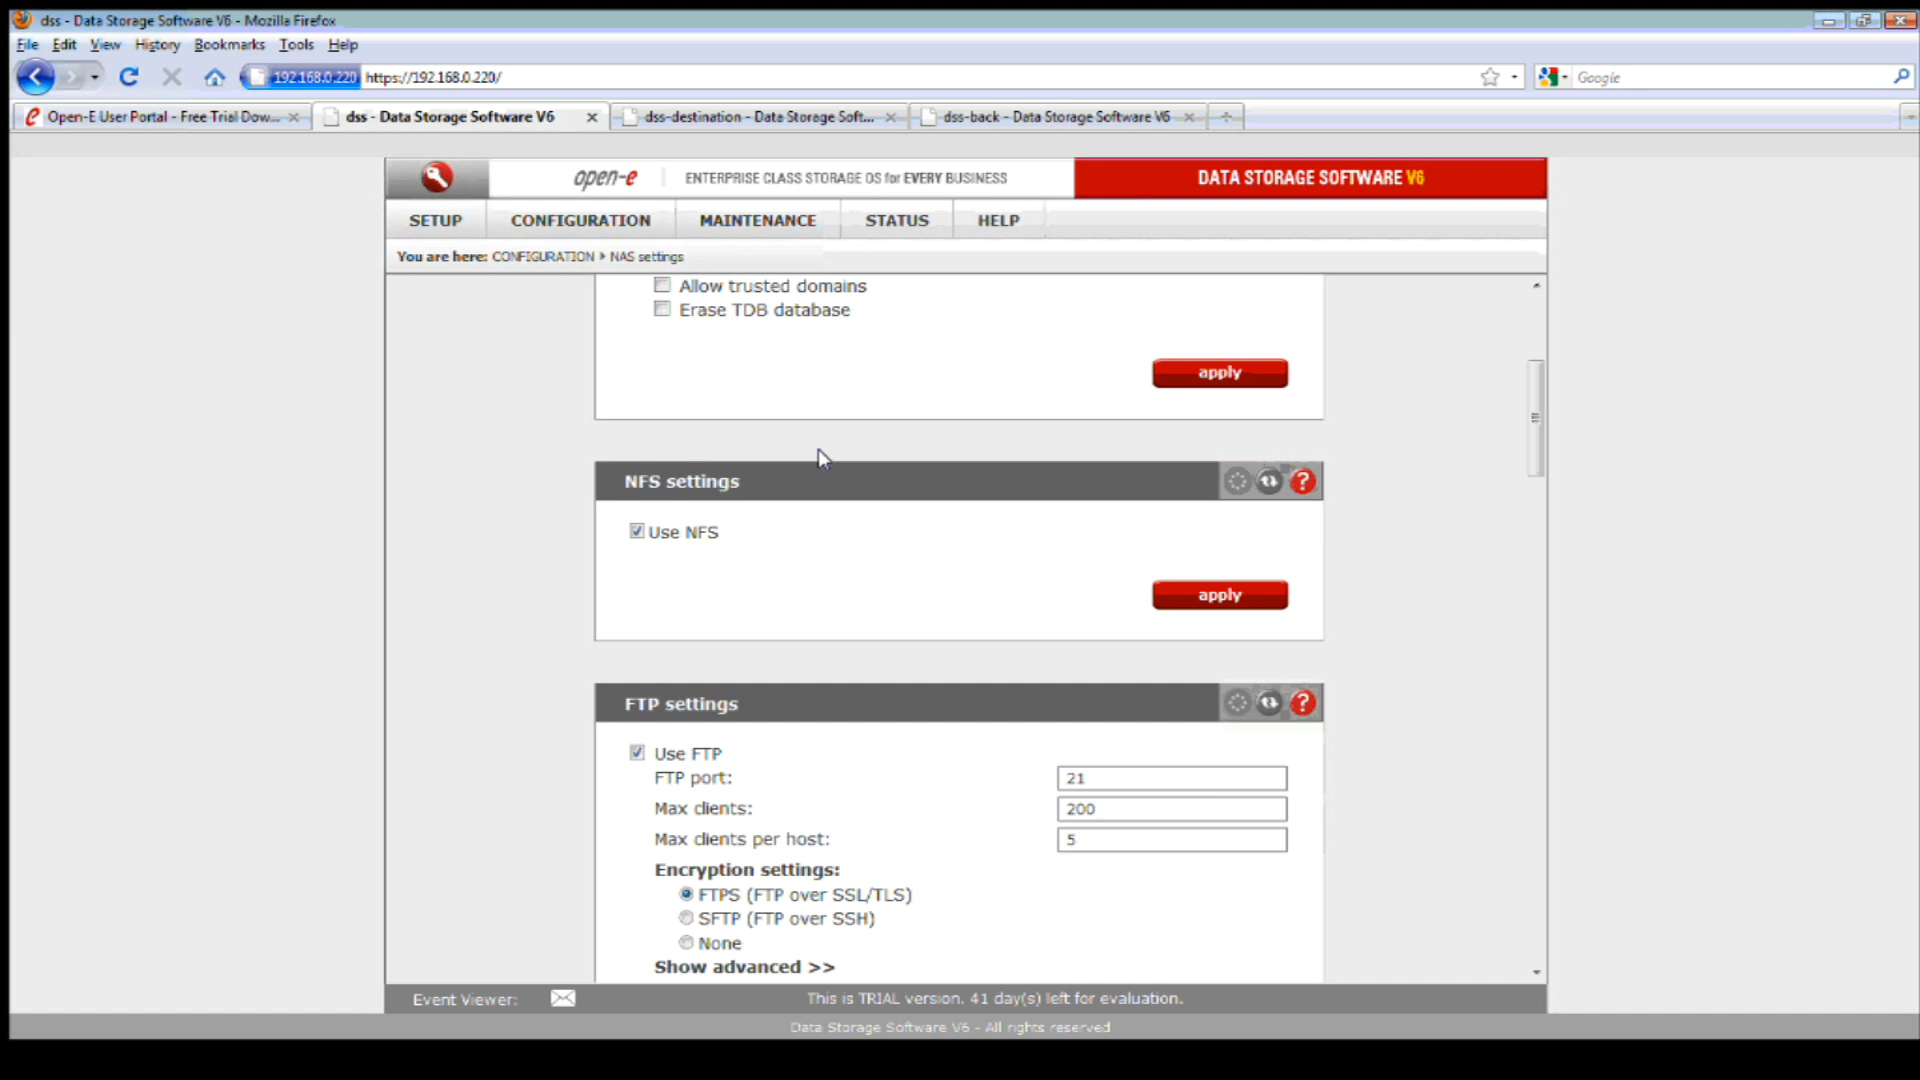 dss - Data Storage Software V6 - Mozilla Firefox
File Edit View History Bookmarks Tools Help
192.168.0.220 https://192.168.0.220/ Google
Open-E User Portal - Free Trial Dow... dss - Data Storage Software V6 dss-destination - Data Storage Soft... dss-back - Data Storage Software V6
open-e ENTERPRISE CLASS STORAGE OS for EVERY BUSINESS DATA STORAGE SOFTWARE V6
SETUP CONFIGURATION MAINTENANCE STATUS HELP
You are here: CONFIGURATION NAS settings
Allow trusted domains
Erase TDB database
apply
NFS settings ?
Use NFS
apply
FTP settings ?
Use FTP
FTP port: 21
Max clients: 200
Max clients per host: 5
Encryption settings:
FTPS (FTP over SSL/TLS)
SFTP (FTP over SSH)
None
Show advanced >>
Event Viewer: This is TRIAL version. 41 day(s) left for evaluation.
Data Storage Software V6 - All rights reserved